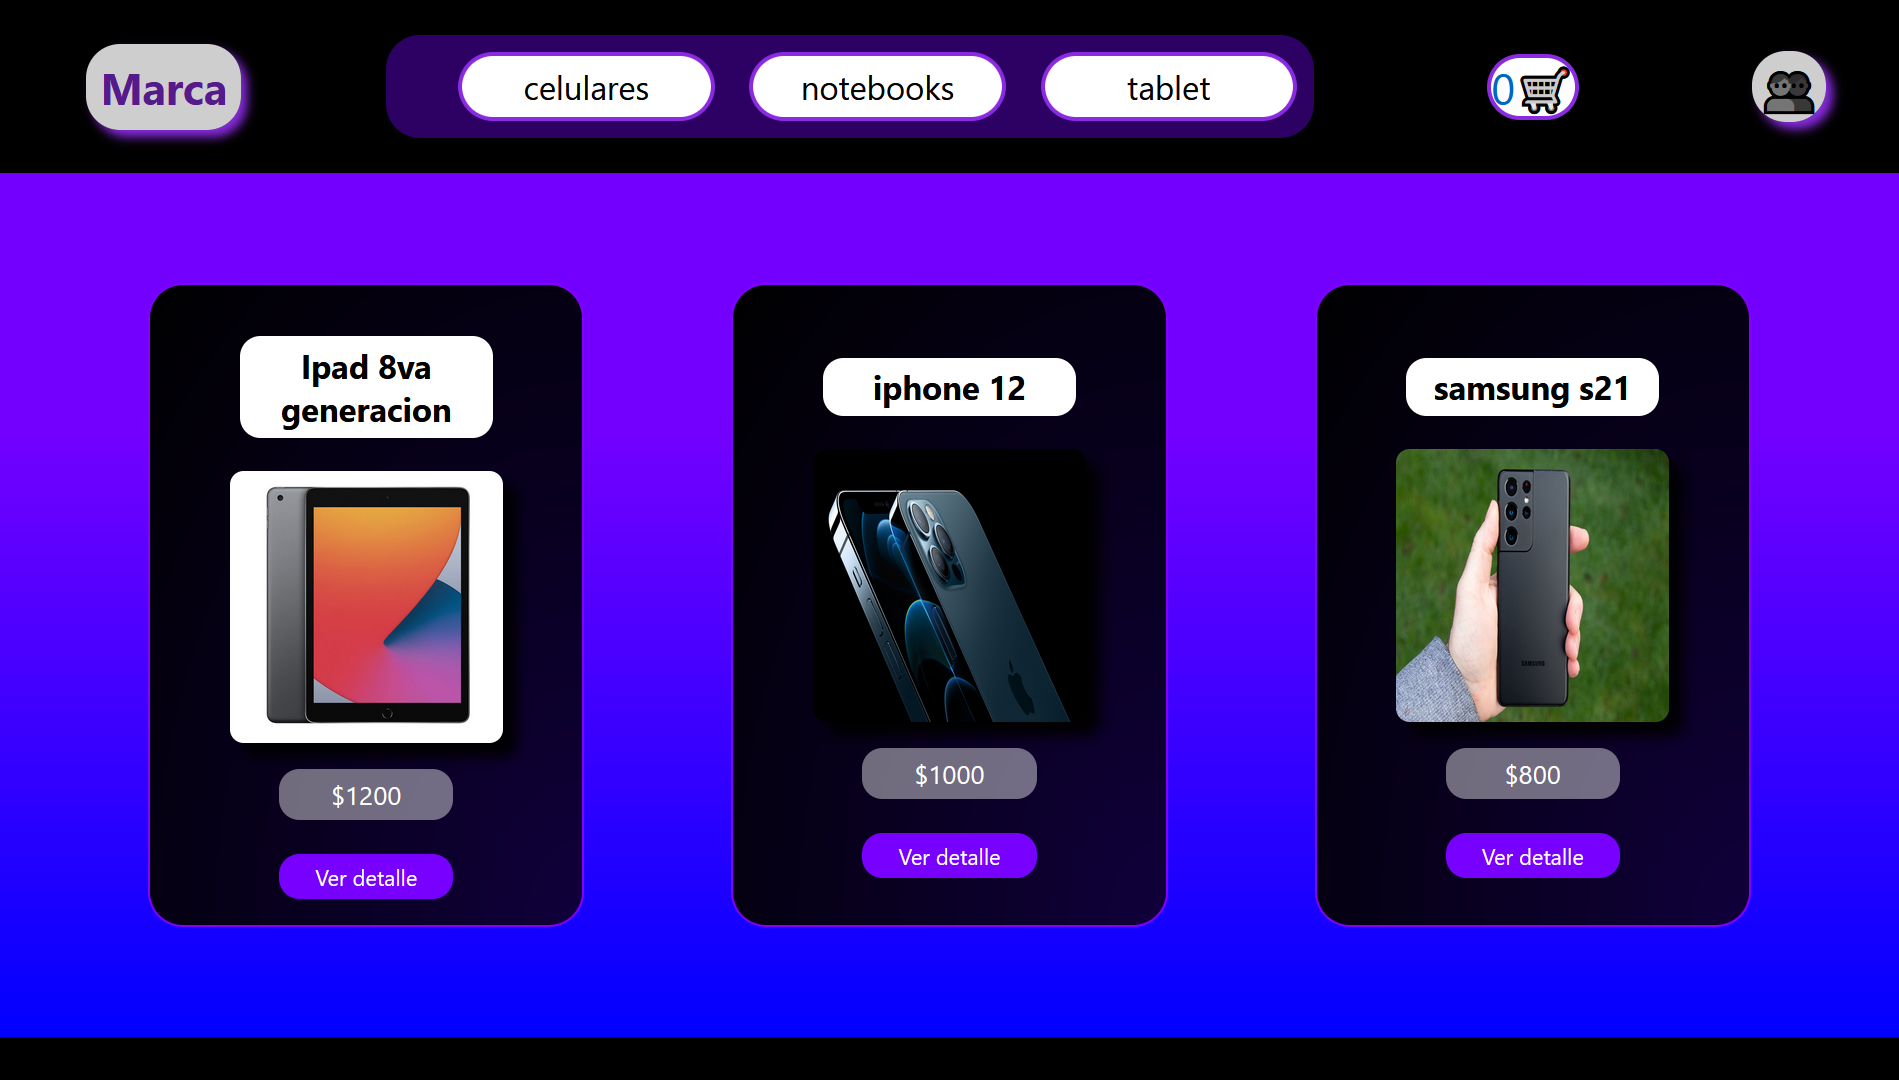 Marca
celulares
notebooks
tablet
0
Ipad 8va
generacion
$1200
Ver detalle
iphone 12
$1000
Ver detalle
samsung s21
SAMSUNG
$800
Ver detalle